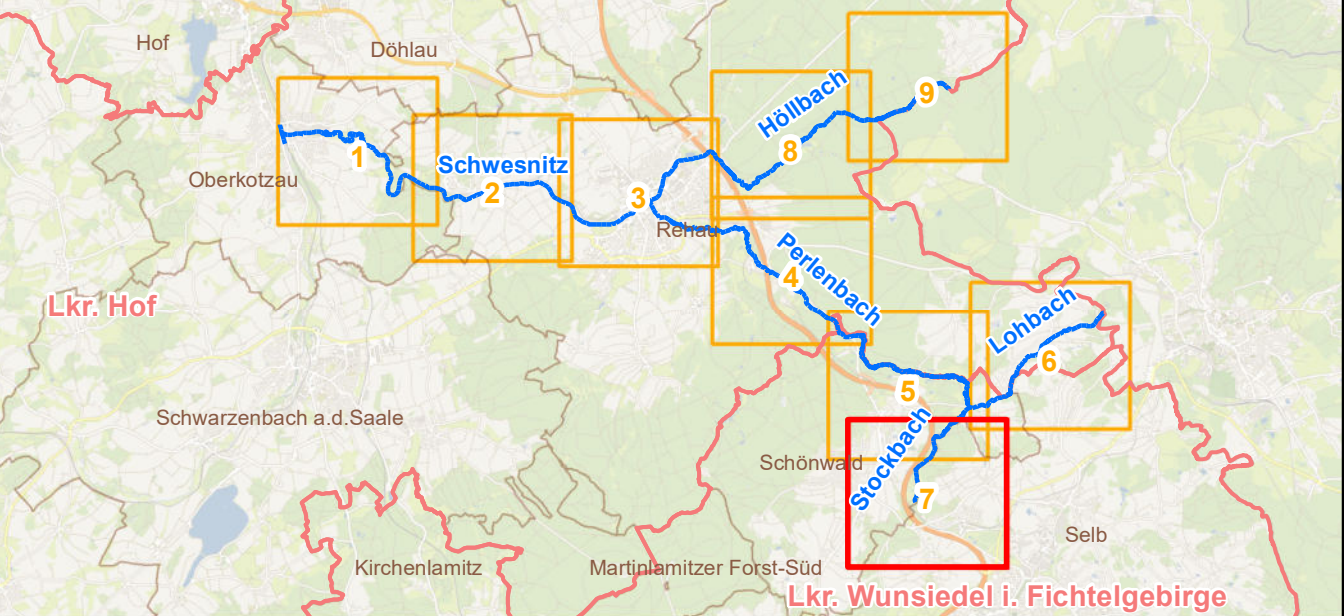 Hof
Döhlau
9
Höllbach
8
1
Schwesnitz
Oberkotzau
2
3
Rehau
Perlenbach
4
Lkr. Hof
Lohbach
6
5
Schwarzenbach a.d.Saale
Schönwald
Stockbach
7
Selb
Kirchenlamitz
Martinlamitzer Forst-Süd
Lkr. Wunsiedel i. Fichtelgebirge